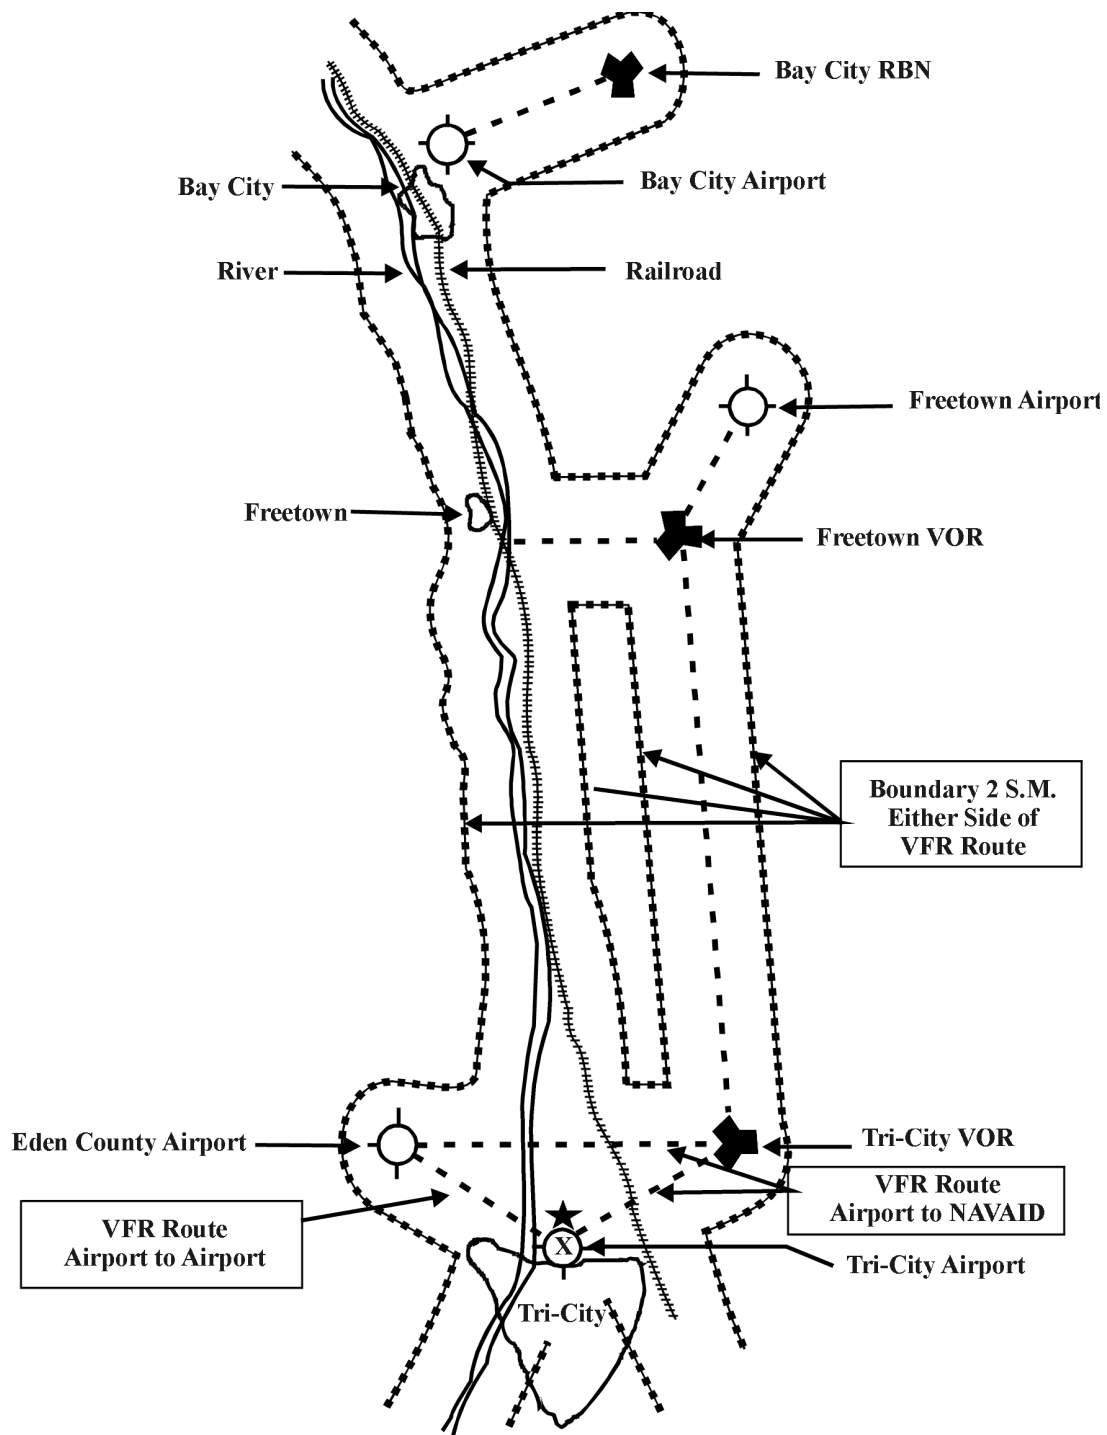 Bay City RBN
Bay City
Bay City Airport
River
Railroad
Freetown Airport
Freetown
Freetown VOR
Boundary 2 S.M.
Either Side of
VFR Route
Eden County Airport
Tri-City VOR
VFR Route
Airport to NAVAID
VFR Route
Airport to Airport
X
Tri-City Airport
Tri-City